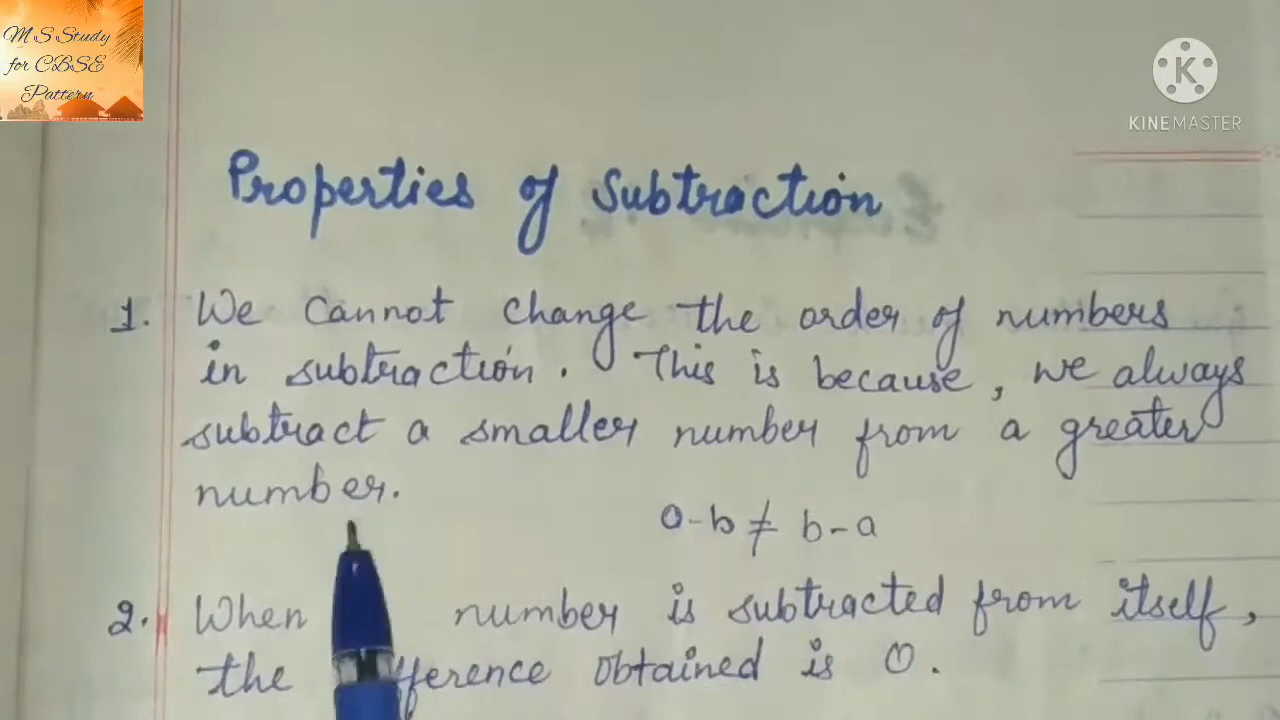 M S Study
for CBSE
Pattern
KINEMASTER
Properties of Subtraction
1. We cannot change the order of numbers
in subtraction. This is because, we always
subtract a smaller number from a greater
number.
a-b ≠ b-a
2. When number is subtracted from itself,
the obtained is 0.